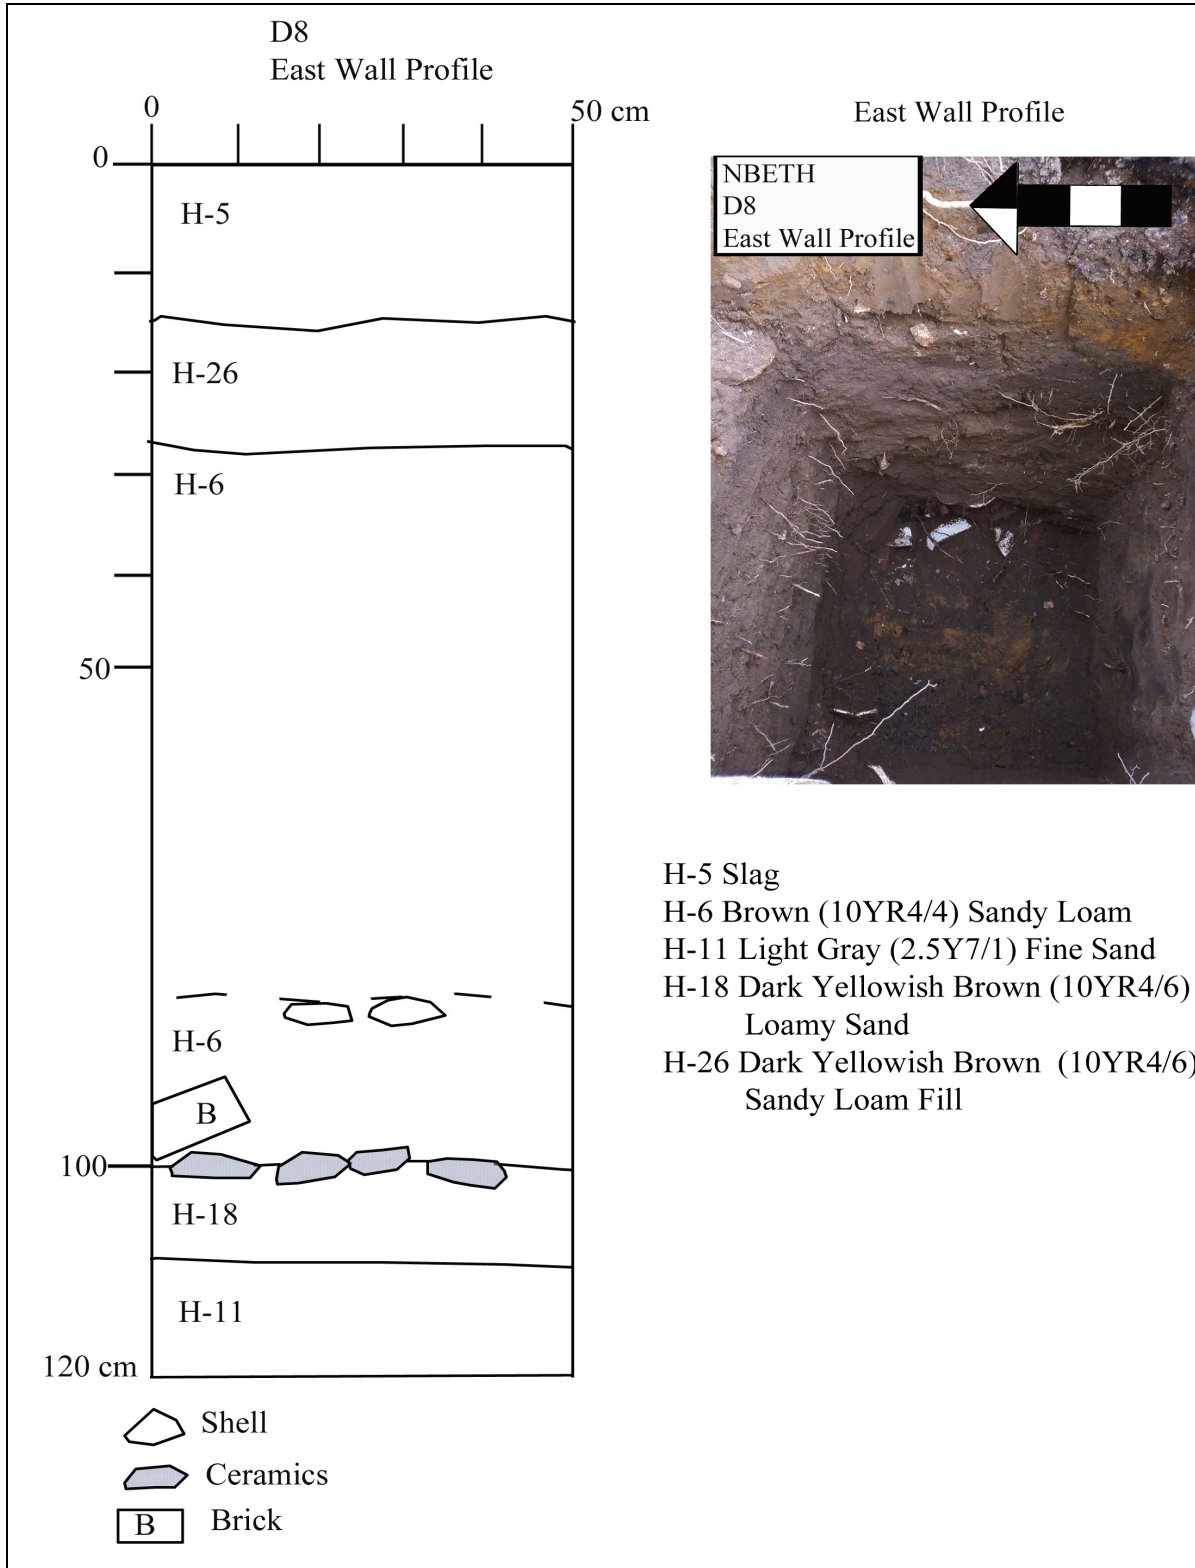 D8
East Wall Profile
0
50 cm
0
H-5
H-26
H-6
50
H-6
B
100
H-18
H-11
120 cm
Shell
Ceramics
B
Brick
East Wall Profile
NBETH
D8
East Wall Profile
H-5 Slag
H-6 Brown (10YR4/4) Sandy Loam
H-11 Light Gray (2.5Y7/1) Fine Sand
H-18 Dark Yellowish Brown (10YR4/6)
Loamy Sand
H-26 Dark Yellowish Brown (10YR4/6)
Sandy Loam Fill